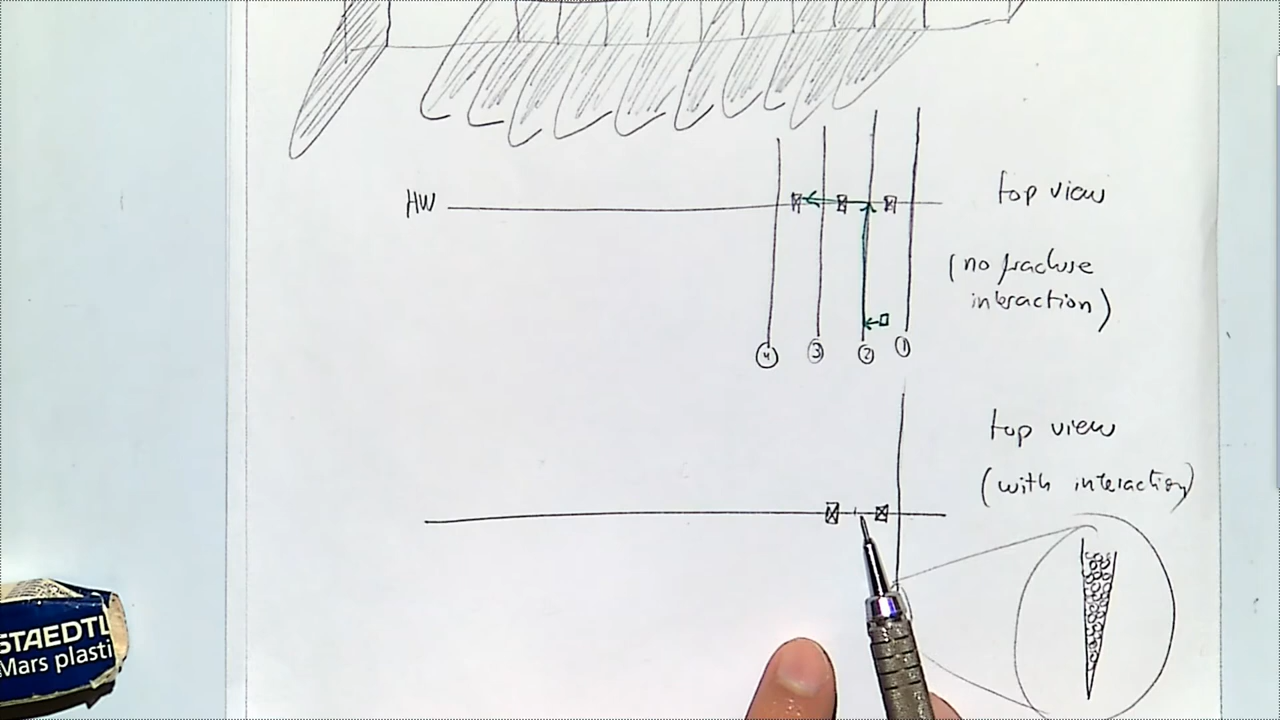 HW
top view
(no fracture
interaction)
4 3 2 1
top view
(with interaction)
STAEDTL
Mars plasti